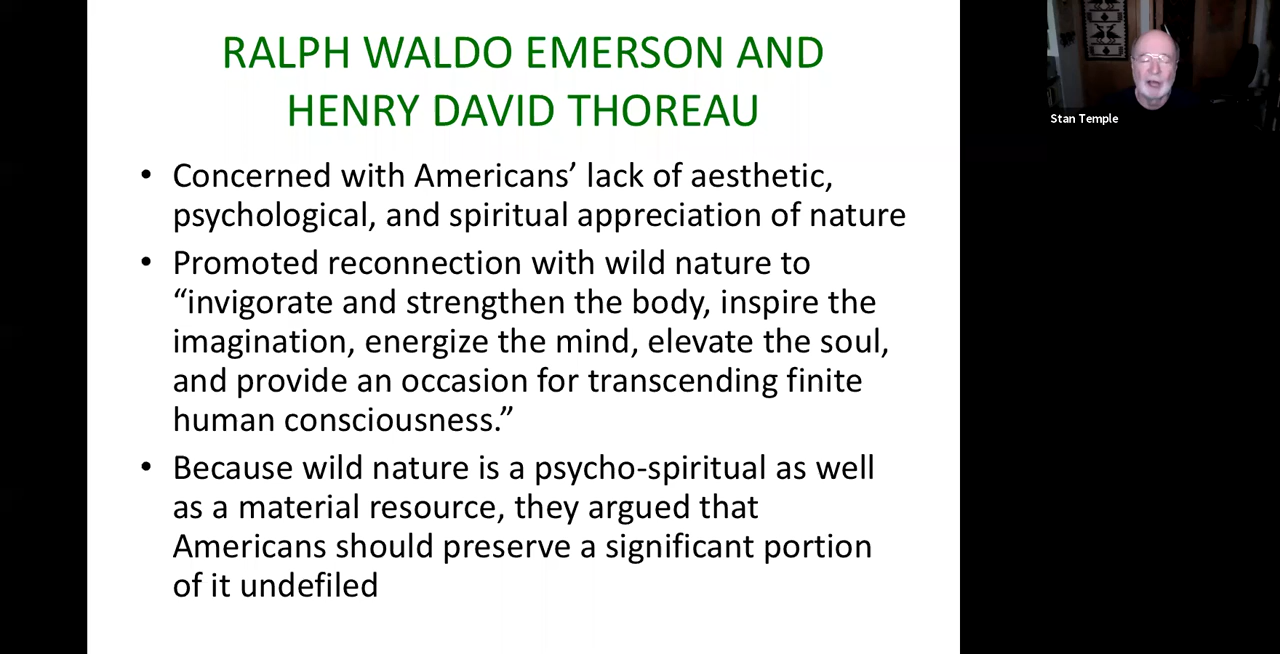 RALPH WALDO EMERSON AND
HENRY DAVID THOREAU
• Concerned with Americans’ lack of aesthetic,
psychological, and spiritual appreciation of nature
• Promoted reconnection with wild nature to
“invigorate and strengthen the body, inspire the
imagination, energize the mind, elevate the soul,
and provide an occasion for transcending finite
human consciousness.”
• Because wild nature is a psycho-spiritual as well
as a material resource, they argued that
Americans should preserve a significant portion
of it undefiled
Stan Temple